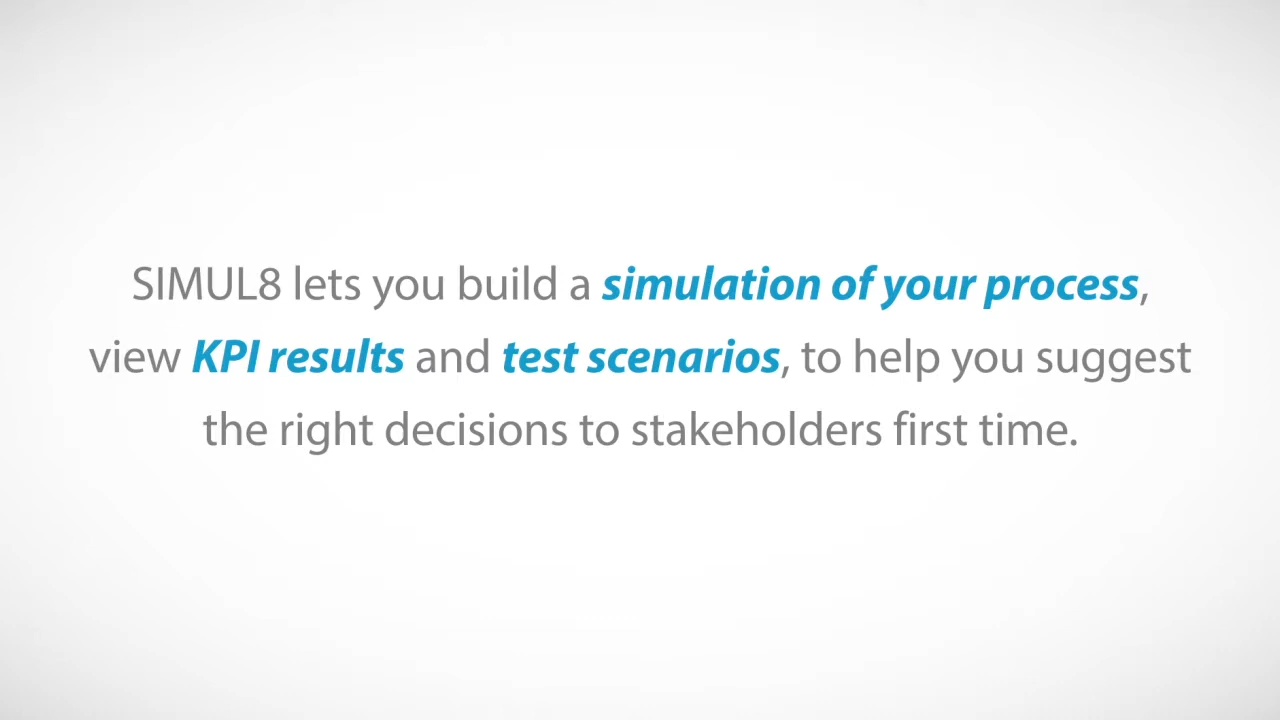 SIMUL8 lets you build a simulation of your process,
view KPI results and test scenarios, to help you suggest
the right decisions to stakeholders first time.